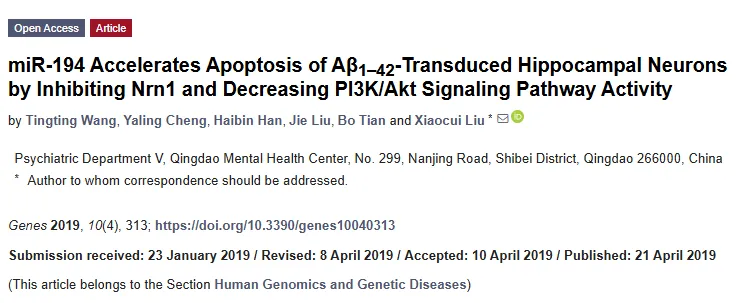 Open Access Article
miR-194 Accelerates Apoptosis of Aβ1–42-Transduced Hippocampal Neurons
by Inhibiting Nrn1 and Decreasing PI3K/Akt Signaling Pathway Activity
by Tingting Wang, Yaling Cheng, Haibin Han, Jie Liu, Bo Tian and Xiaocui Liu * iD
Psychiatric Department V, Qingdao Mental Health Center, No. 299, Nanjing Road, Shibei District, Qingdao 266000, China
* Author to whom correspondence should be addressed.
Genes 2019, 10(4), 313; https://doi.org/10.3390/genes10040313
Submission received: 23 January 2019 / Revised: 8 April 2019 / Accepted: 10 April 2019 / Published: 21 April 2019
(This article belongs to the Section Human Genomics and Genetic Diseases)